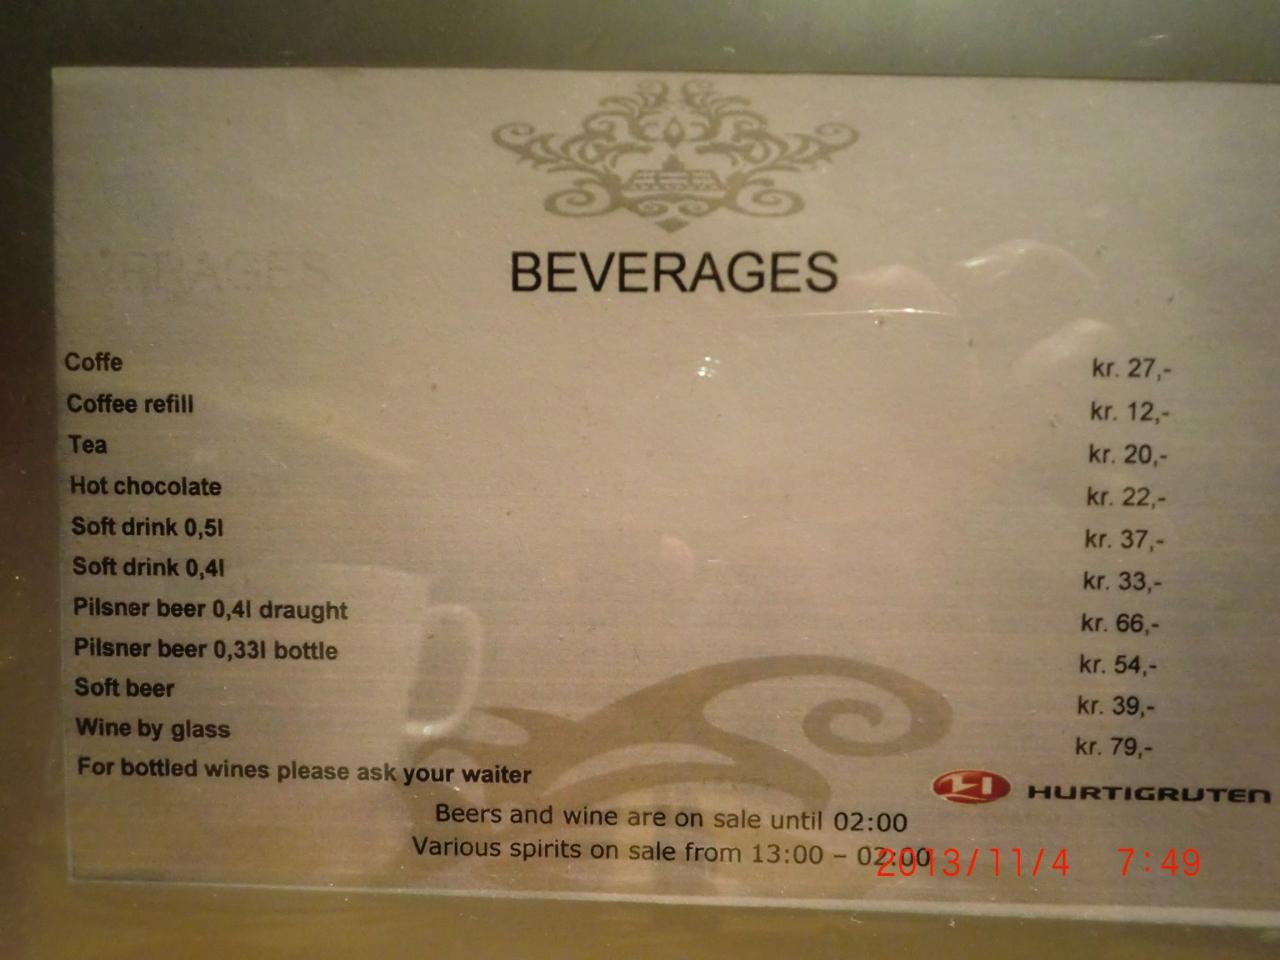 BEVERAGES
Coffe kr. 27,-
Coffee refill kr. 12,-
Tea kr. 20,-
Hot chocolate kr. 22,-
Soft drink 0,5l kr. 37,-
Soft drink 0,4l kr. 33,-
Pilsner beer 0,4l draught kr. 66,-
Pilsner beer 0,33l bottle kr. 54,-
Soft beer kr. 39,-
Wine by glass kr. 79,-
For bottled wines please ask your waiter
HURTIGRUTEN
Beers and wine are on sale until 02:00
Various spirits on sale from 13:00 – 02:00
2013/11/4 7:49